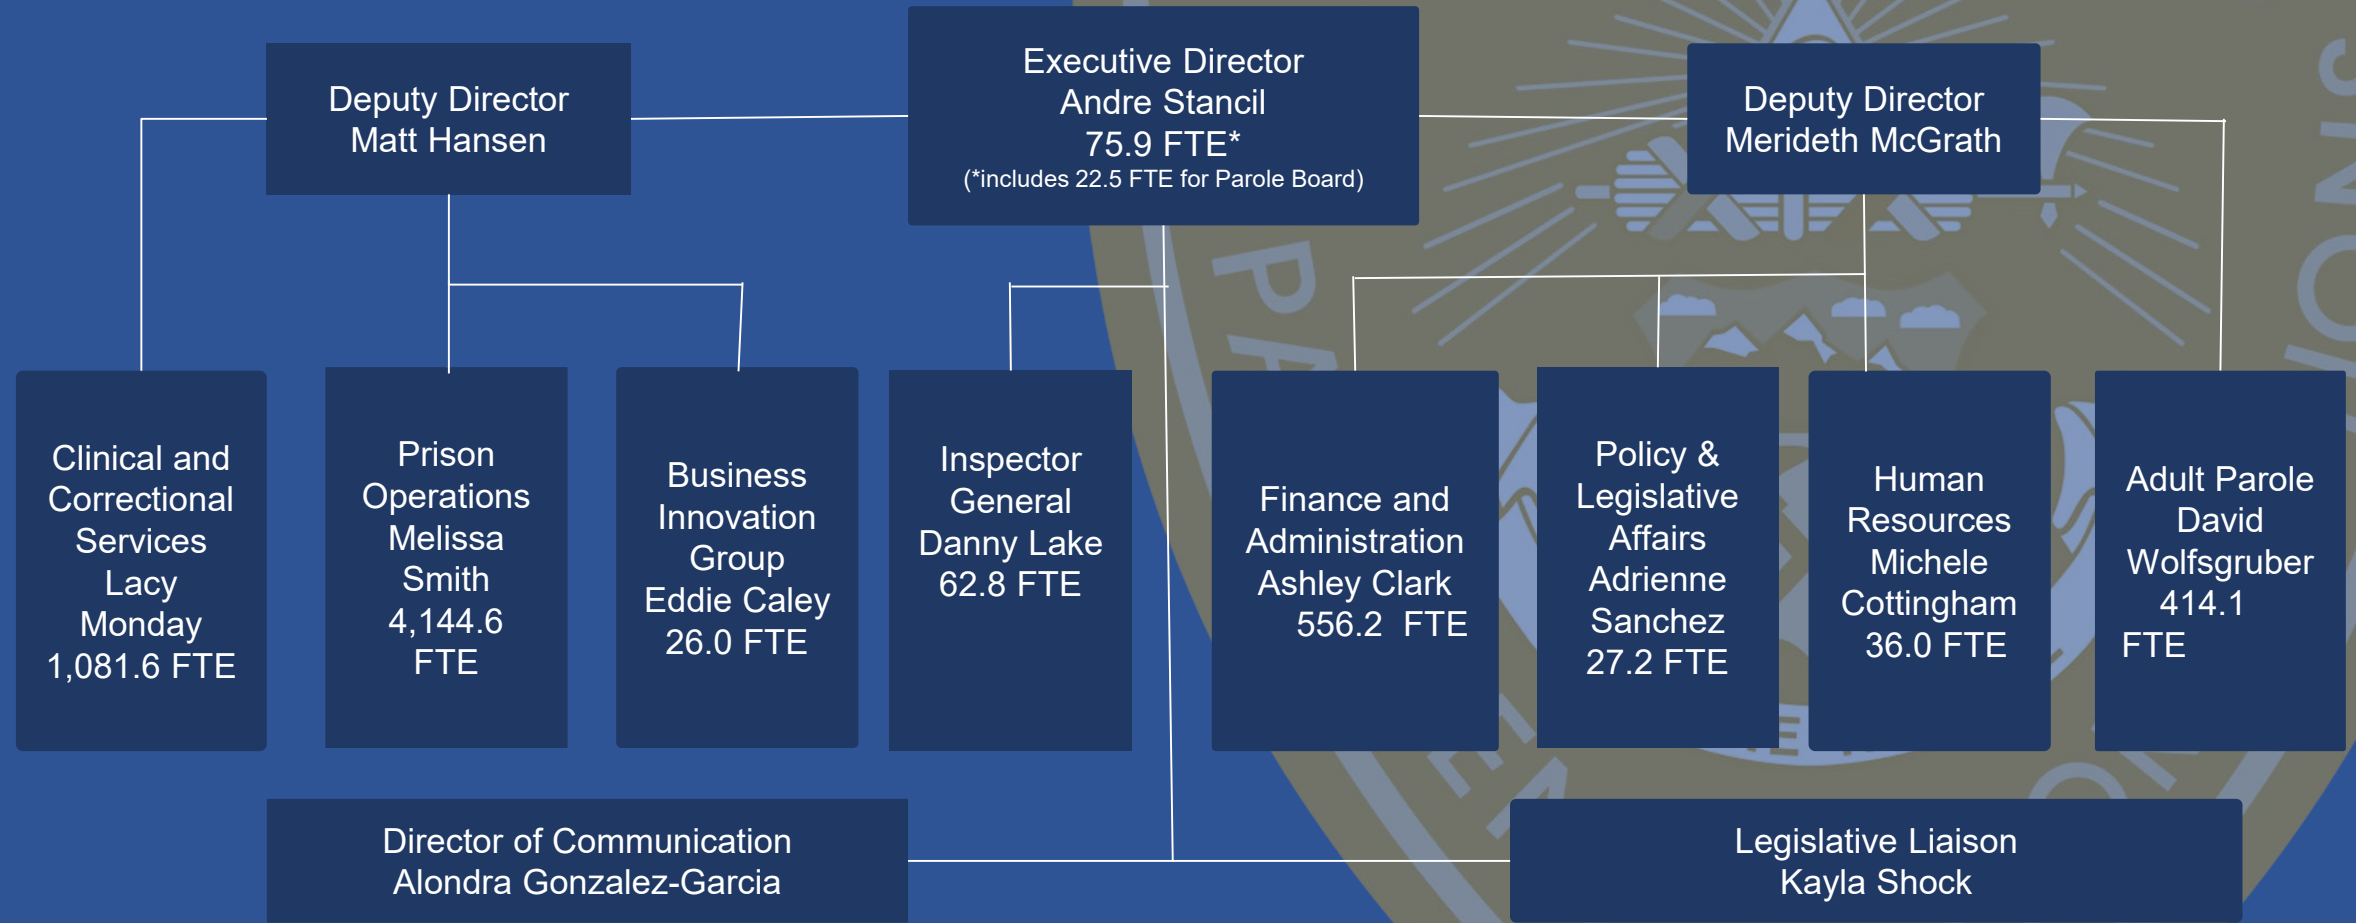 Deputy Director
Matt Hansen
Executive Director
Andre Stancil
75.9 FTE*
(*includes 22.5 FTE for Parole Board)
Deputy Director
Merideth McGrath
Clinical and
Correctional
Services
Lacy
Monday
1,081.6 FTE
Prison
Operations
Melissa
Smith
4,144.6
FTE
Business
Innovation
Group
Eddie Caley
26.0 FTE
Inspector
General
Danny Lake
62.8 FTE
Finance and
Administration
Ashley Clark
556.2 FTE
Policy &
Legislative
Affairs
Adrienne
Sanchez
27.2 FTE
Human
Resources
Michele
Cottingham
36.0 FTE
Adult Parole
David
Wolfsgruber
414.1
FTE
Director of Communication
Alondra Gonzalez-Garcia
Legislative Liaison
Kayla Shock